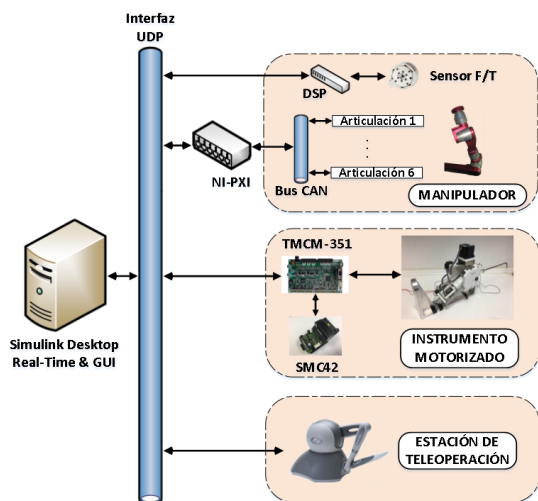 Interfaz
UDP
DSP
Sensor F/T
NI-PXI
Bus CAN
Articulación 1
Articulación 6
MANIPULADOR
Simulink Desktop
Real-Time & GUI
TMCM-351
SMC42
INSTRUMENTO
MOTORIZADO
ESTACIÓN DE
TELEOPERACIÓN